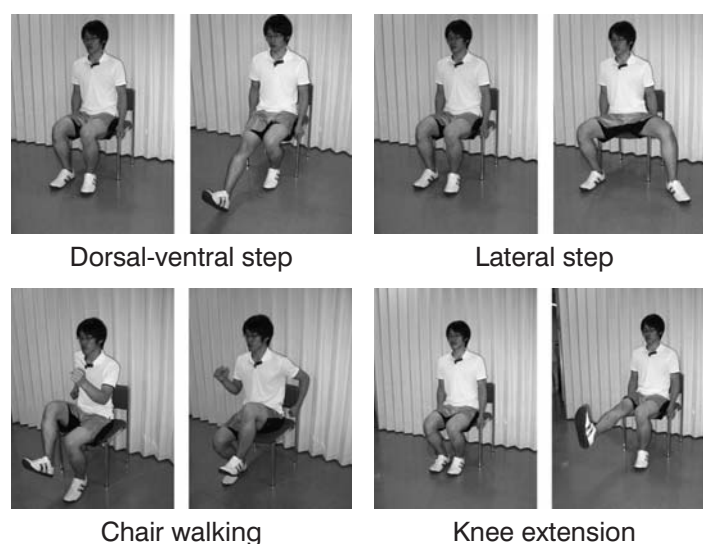 Dorsal-ventral step
Lateral step
Chair walking
Knee extension